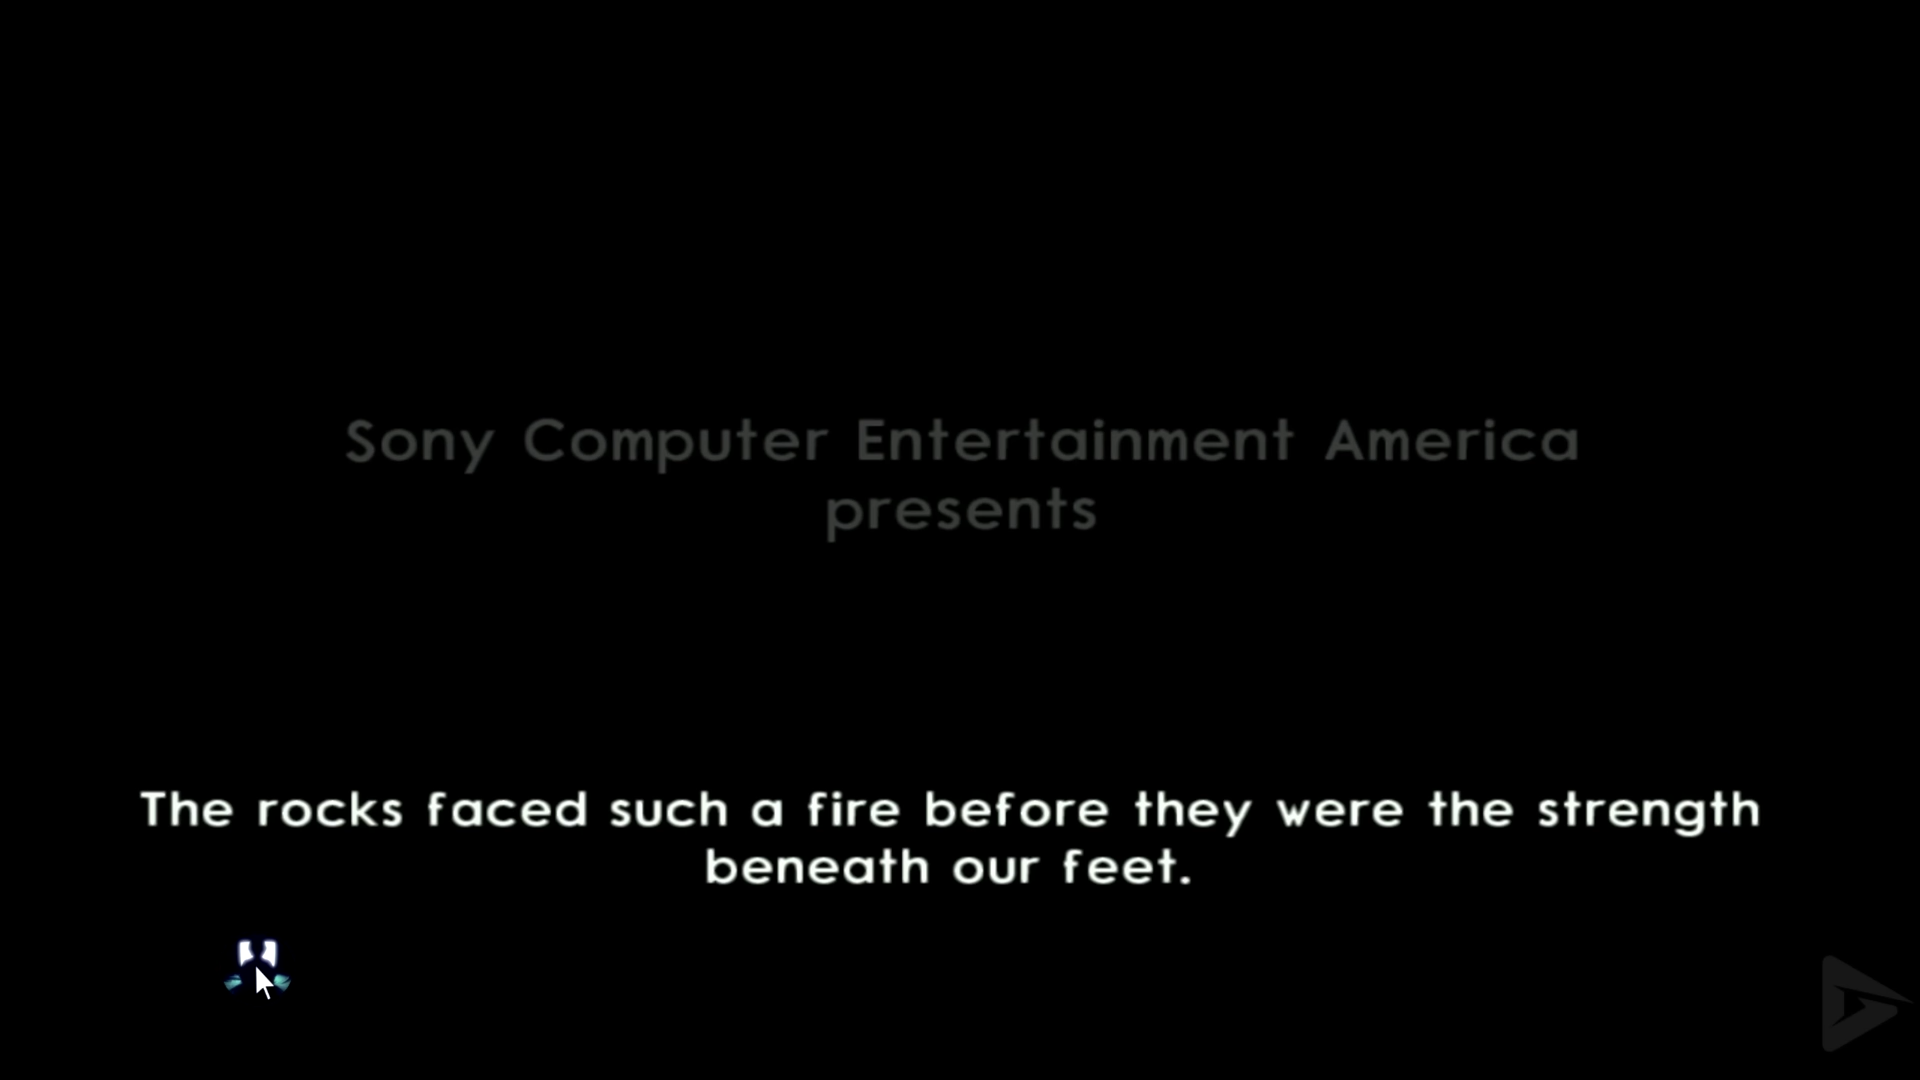 Sony Computer Entertainment America
presents
The rocks faced such a fire before they were the strength
beneath our feet.